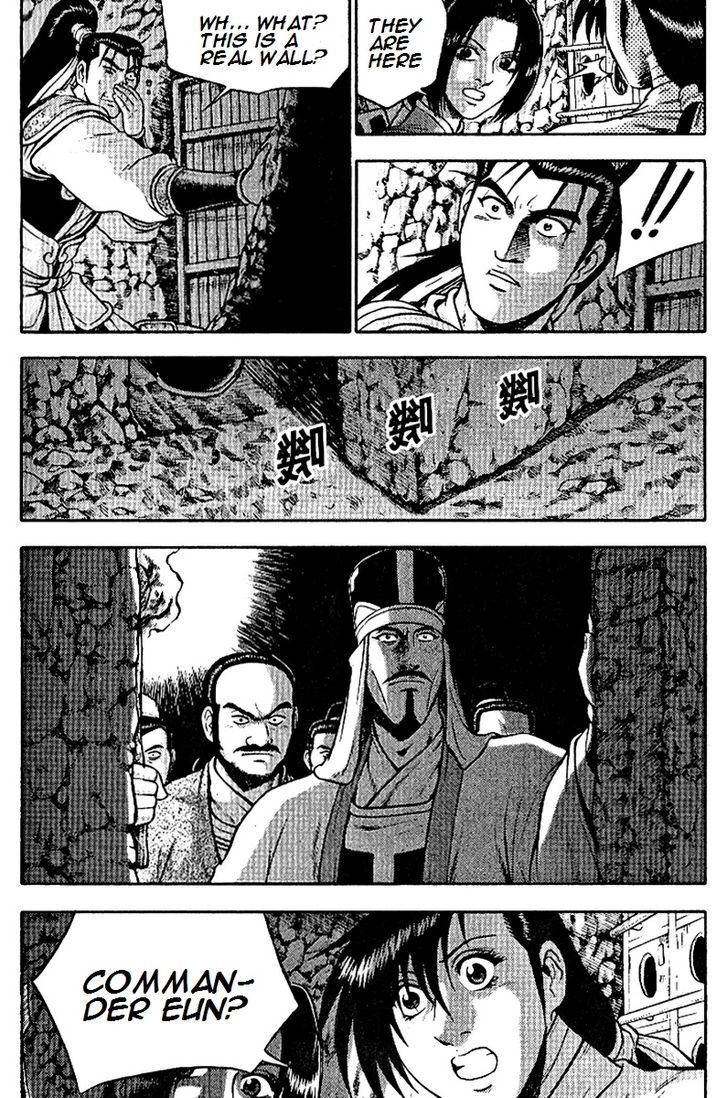 WH... WHAT?
THIS IS A
REAL WALL?
THEY
ARE
HERE
!!
COMMAN-
DER EUN?